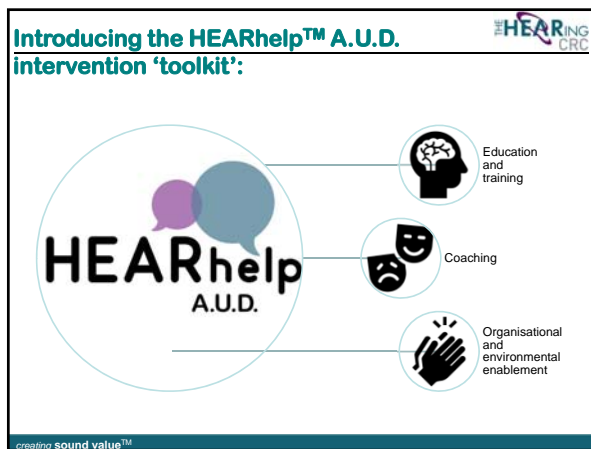 Introducing the HEARhelp™ A.U.D.
intervention ‘toolkit’:
THE HEARING
CRC
HEARhelp
A.U.D.
Education
and
training
Coaching
Organisational
and
environmental
enablement
creating sound value™